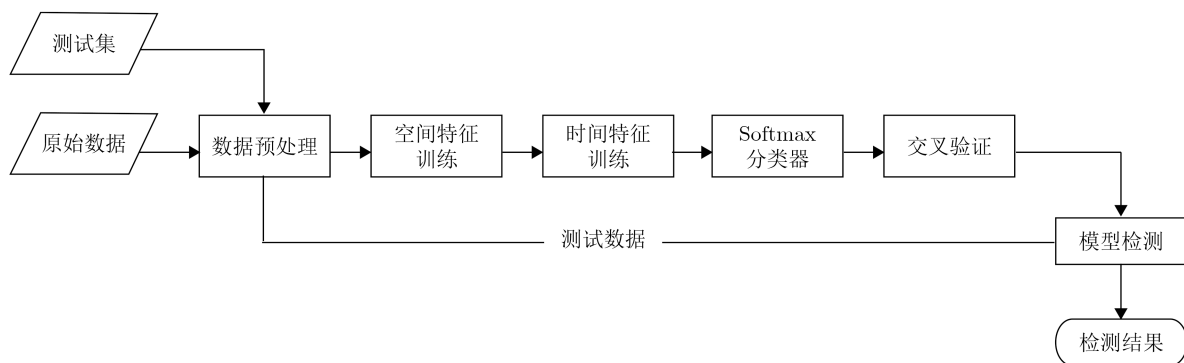 测试集
原始数据
数据预处理
空间特征
训练
时间特征
训练
Softmax
分类器
交叉验证
测试数据
模型检测
检测结果